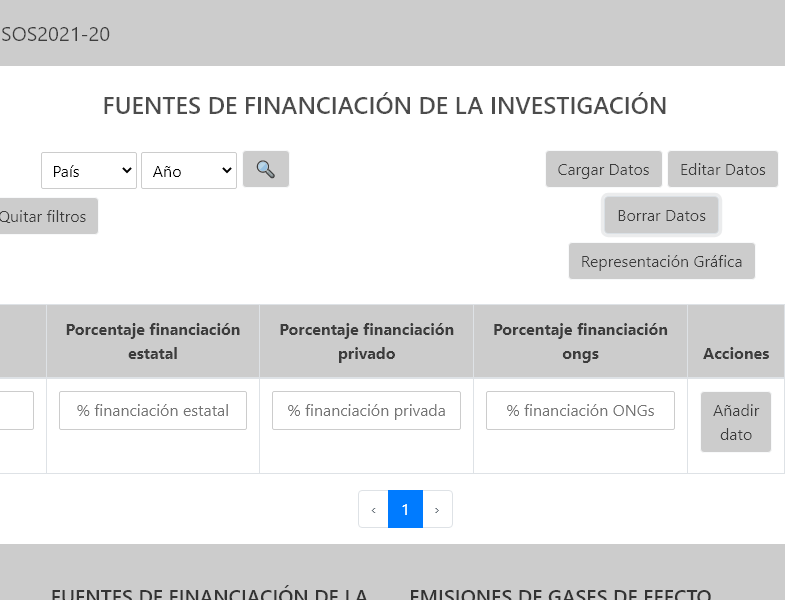 SOS2021-20
FUENTES DE FINANCIACIÓN DE LA INVESTIGACIÓN
País Año Cargar Datos Editar Datos
Quitar filtros Borrar Datos
Representación Gráfica
Porcentaje financiación estatal
Porcentaje financiación privado
Porcentaje financiación ongs
Acciones
% financiación estatal % financiación privada % financiación ONGs Añadir dato
‹ 1 ›
FUENTES DE FINANCIACIÓN DE LA EMISIONES DE GASES DE EFECTO